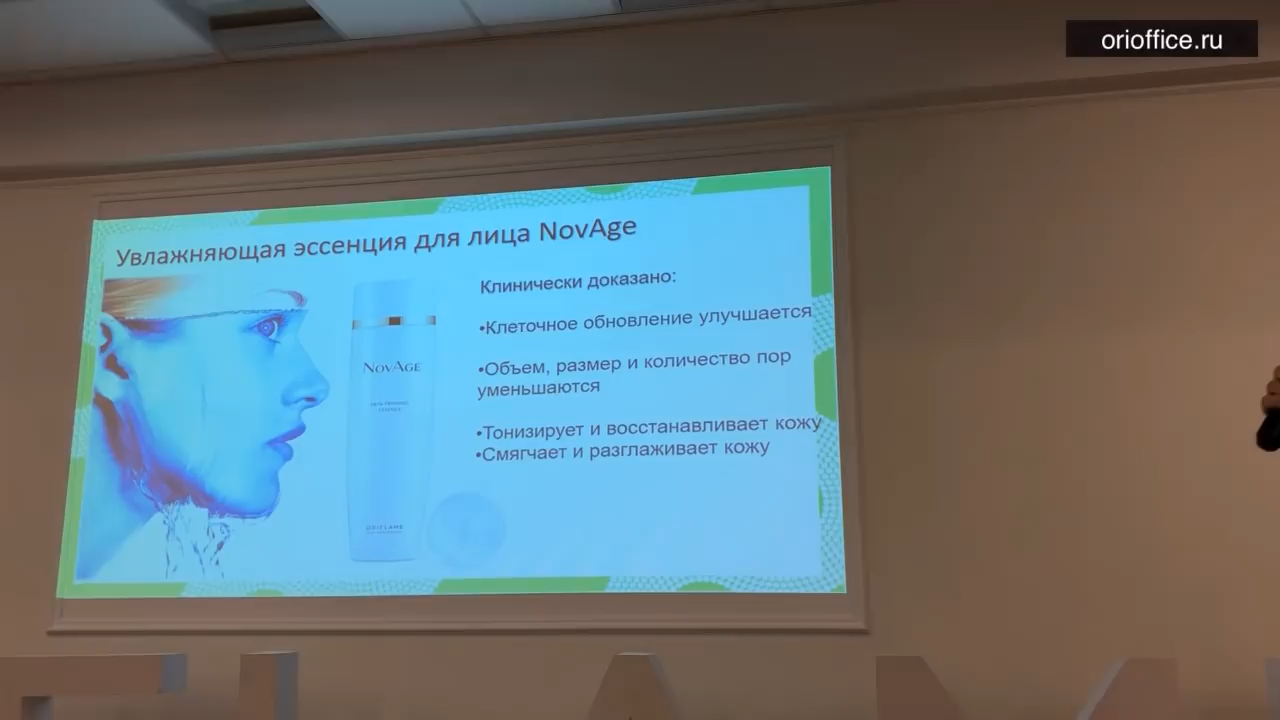 orioffice.ru
Увлажняющая эссенция для лица NovAge
Клинически доказано:
•Клеточное обновление улучшается
•Объем, размер и количество пор
уменьшаются
•Тонизирует и восстанавливает кожу
•Смягчает и разглаживает кожу
NOVAGE
ESSENCE
ORIFLAME